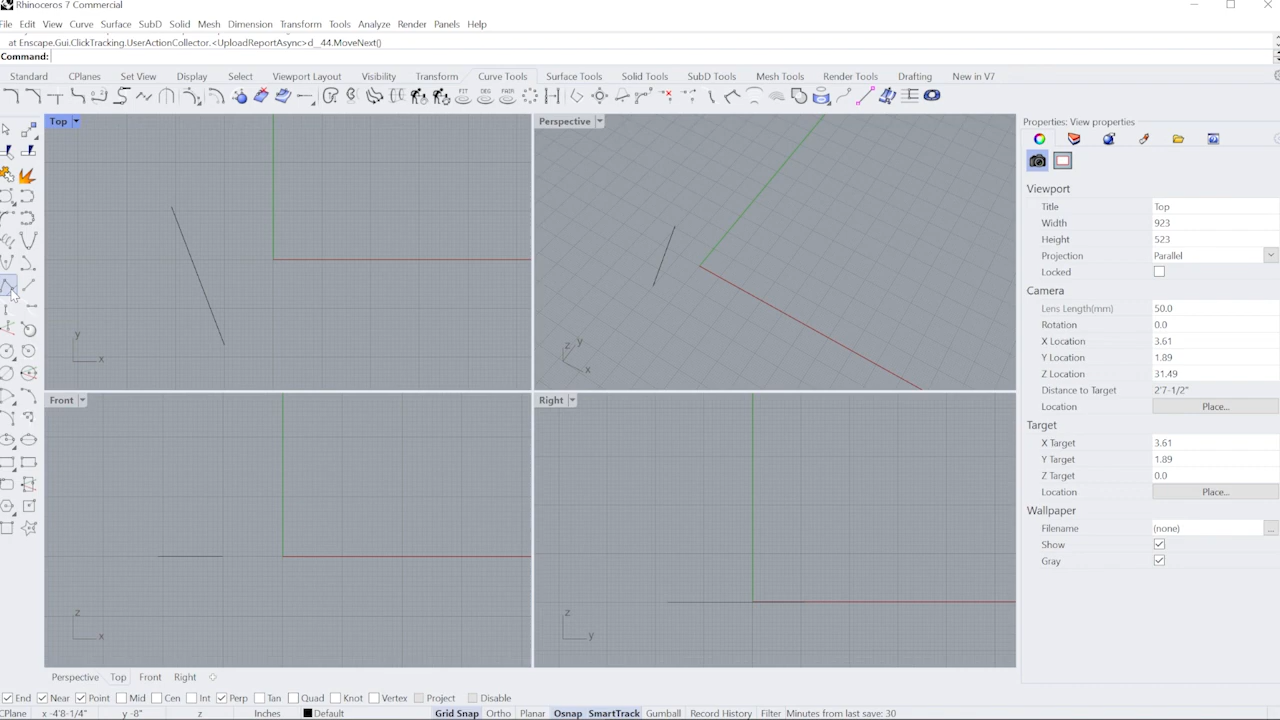 Rhinoceros 7 Commercial
File Edit View Curve Surface SubD Solid Mesh Dimension Transform Tools Analyze Render Panels Help
at Enscape.Gui.ClickTracking.UserActionCollector.<UploadReportAsync>d__44.MoveNext()
Command:
Standard CPlanes Set View Display Select Viewport Layout Visibility Transform Curve Tools Surface Tools Solid Tools SubD Tools Mesh Tools Render Tools Drafting New in V7
FIT DEG FAIR
Top
Perspective
Properties: View properties
Viewport
Title Top
Width 923
Height 523
Projection Parallel
Locked
Camera
Lens Length(mm) 50.0
Rotation 0.0
X Location 3.61
Y Location 1.89
Z Location 31.49
Distance to Target 2'7-1/2"
Location Place...
Target
X Target 3.61
Y Target 1.89
Z Target 0.0
Location Place...
Wallpaper
Filename (none) ...
Show
Gray
y
x
z y
x
Front
Right
z
x
z
y
Perspective Top Front Right
End Near Point Mid Cen Int Perp Tan Quad Knot Vertex Project Disable
CPlane x -4'8-1/4" y -8" z Inches Default Grid Snap Ortho Planar Osnap SmartTrack Gumball Record History Filter Minutes from last save: 30